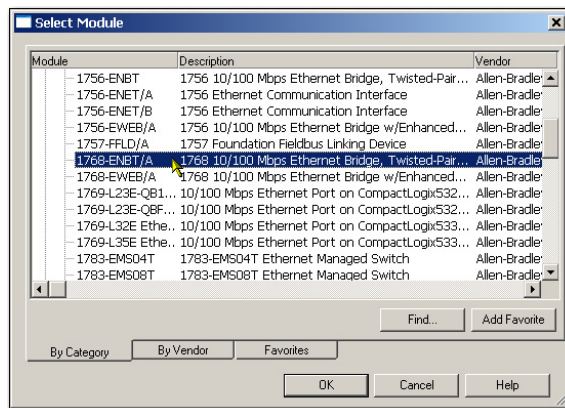 Select Module
Module Description Vendor
1756-ENBT 1756 10/100 Mbps Ethernet Bridge, Twisted-Pair... Allen-Bradley
1756-ENET/A 1756 Ethernet Communication Interface Allen-Bradley
1756-ENET/B 1756 Ethernet Communication Interface Allen-Bradley
1756-EWEB/A 1756 10/100 Mbps Ethernet Bridge w/Enhanced... Allen-Bradley
1757-FFLD/A 1757 Foundation Fieldbus Linking Device Allen-Bradley
1768-ENBT/A 1768 10/100 Mbps Ethernet Bridge, Twisted-Pair... Allen-Bradley
1768-EWEB/A 1768 10/100 Mbps Ethernet Bridge w/Enhanced... Allen-Bradley
1769-L23E-QB1... 10/100 Mbps Ethernet Port on CompactLogix532... Allen-Bradley
1769-L23E-QBF... 10/100 Mbps Ethernet Port on CompactLogix532... Allen-Bradley
1769-L32E Ethe... 10/100 Mbps Ethernet Port on CompactLogix533... Allen-Bradley
1769-L35E Ethe... 10/100 Mbps Ethernet Port on CompactLogix533... Allen-Bradley
1783-EMS04T 1783-EMS04T Ethernet Managed Switch Allen-Bradley
1783-EMS08T 1783-EMS08T Ethernet Managed Switch Allen-Bradley
Find... Add Favorite
By Category By Vendor Favorites
OK Cancel Help